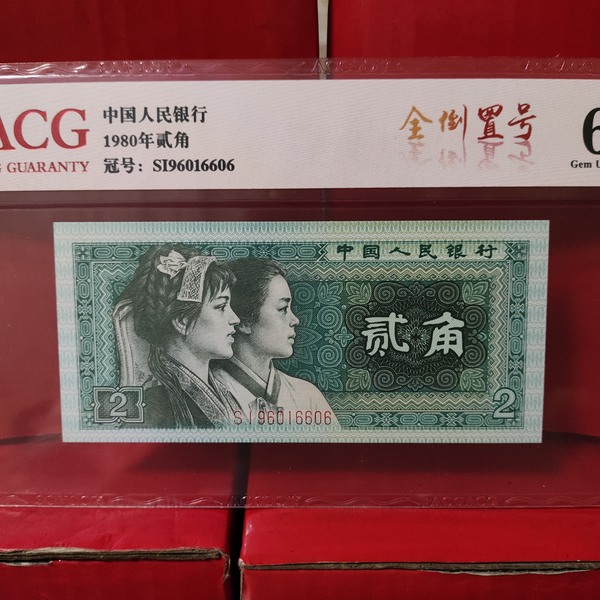 ACG
GUARANTY
中国人民银行
1980年贰角
冠号: SI96016606
全倒置号
6
Gem U
中国人民银行
贰角
2
SI96016606
2